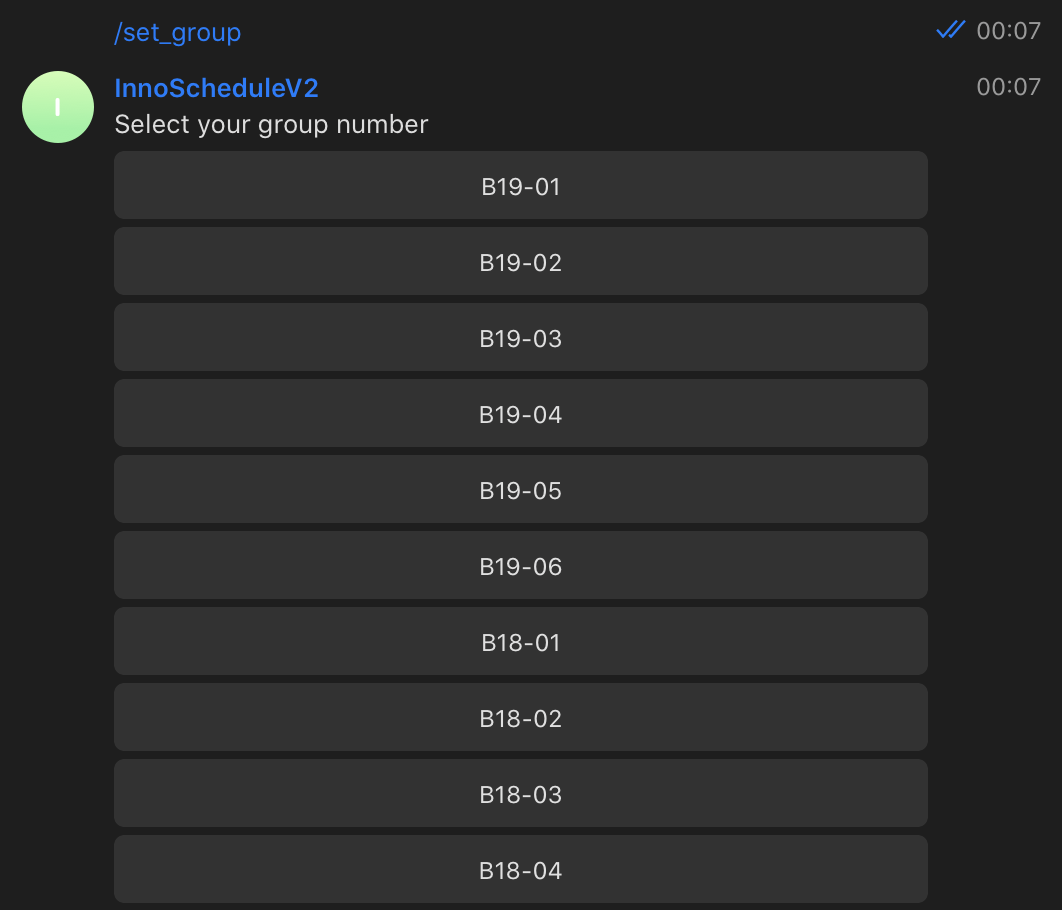 /set_group 00:07
InnoScheduleV2 00:07
Select your group number
B19-01
B19-02
B19-03
B19-04
B19-05
B19-06
B18-01
B18-02
B18-03
B18-04